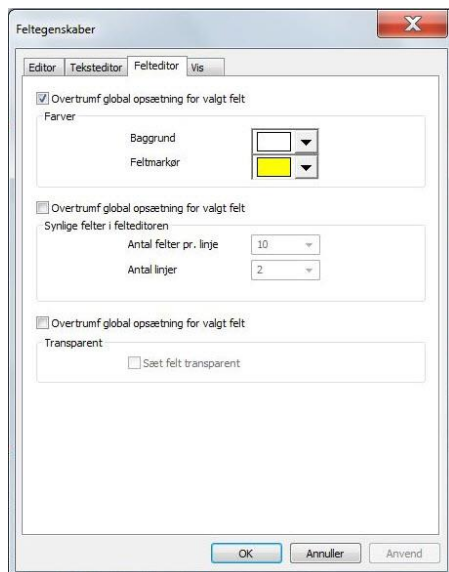 Feltegenskaber
Editor Teksteditor Felteditor Vis
Overtrumf global opsætning for valgt felt
Farver
Baggrund
Feltmarkør
Overtrumf global opsætning for valgt felt
Synlige felter i felteditoren
Antal felter pr. linje 10
Antal linjer 2
Overtrumf global opsætning for valgt felt
Transparent
Sæt felt transparent
OK Annuller Anvend